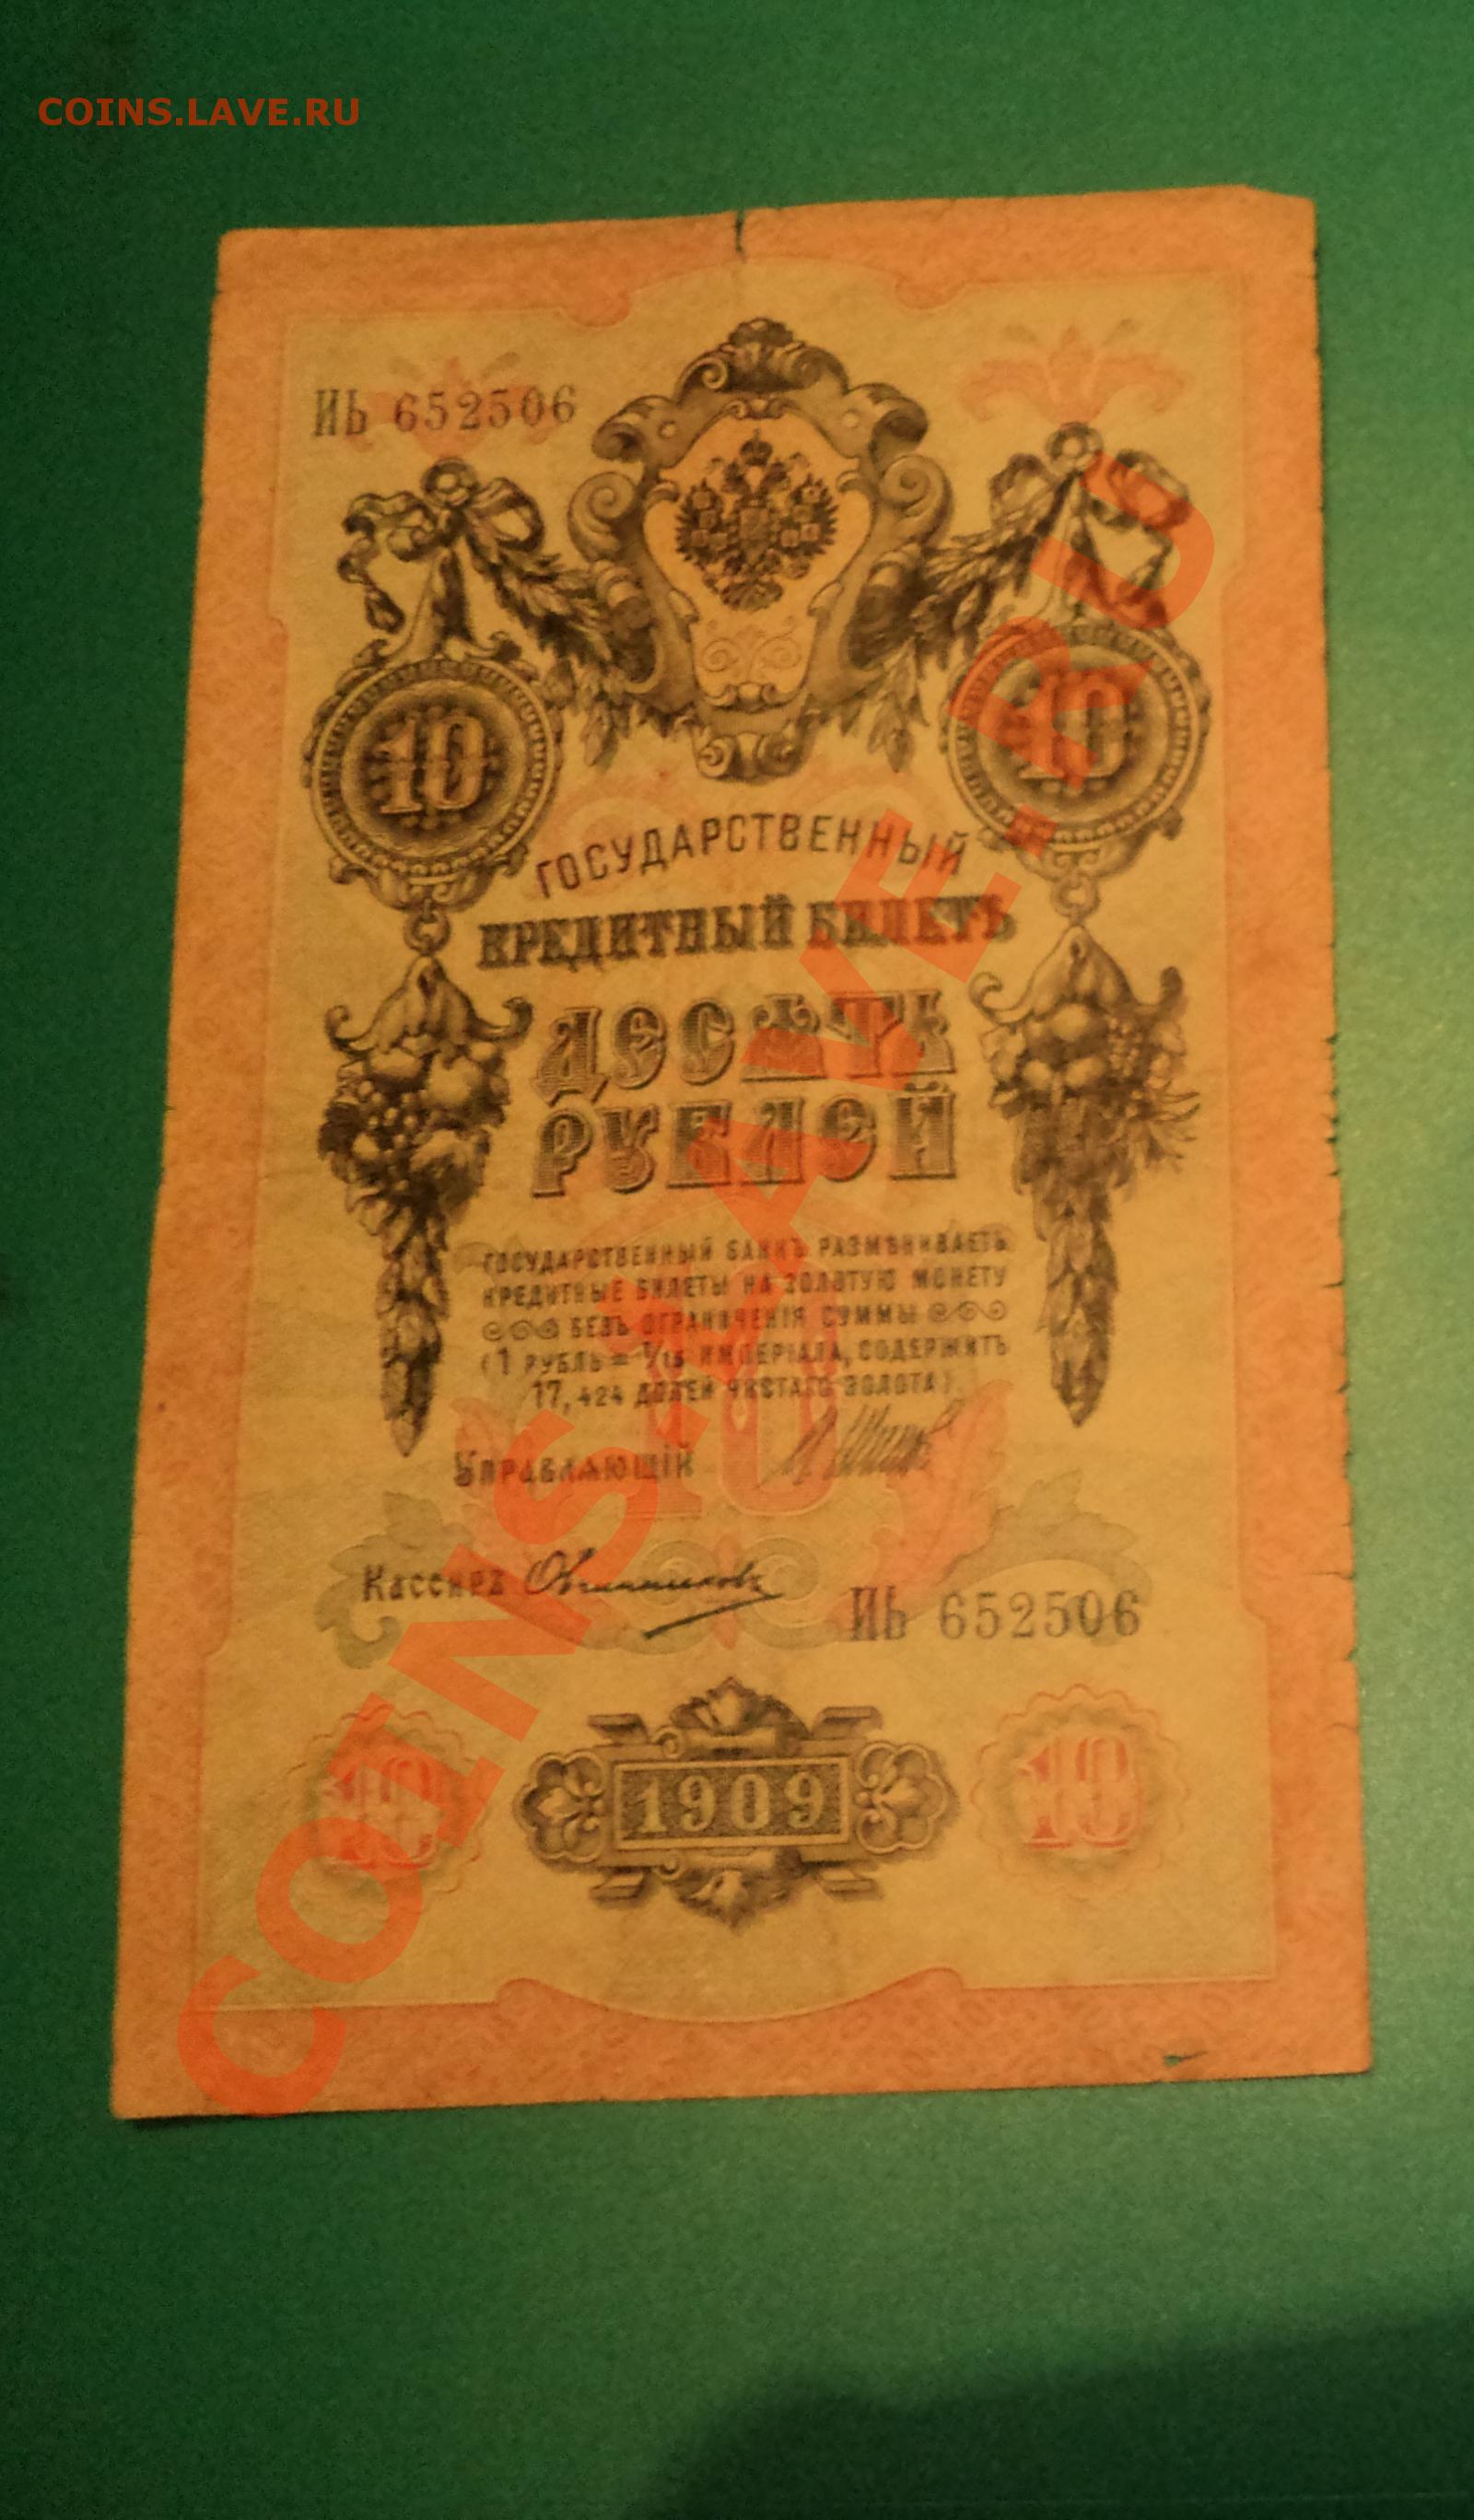 COINS.LAVE.RU
ИЬ 652506
10 10
ГОСУДАРСТВЕННЫЙ
КРЕДИТНЫЙ БИЛЕТЪ
ДЕСЯТЬ
РУБЛЕЙ
ГОСУДАРСТВЕННЫЙ БАНКЪ РАЗМѢНИВАЕТЪ
КРЕДИТНЫЕ БИЛЕТЫ НА ЗОЛОТУЮ МОНЕТУ
БЕЗЪ ОГРАНИЧЕНІЯ СУММЫ
(1 РУБЛЬ = 1/15 ИМПЕРІАЛА, СОДЕРЖИТЪ
17,424 ДОЛЕЙ ЧИСТАГО ЗОЛОТА).
10
Управляющій
Кассиръ Овчинниковъ
ИЬ 652506
10 1909 10
COINS.LAVE.RU